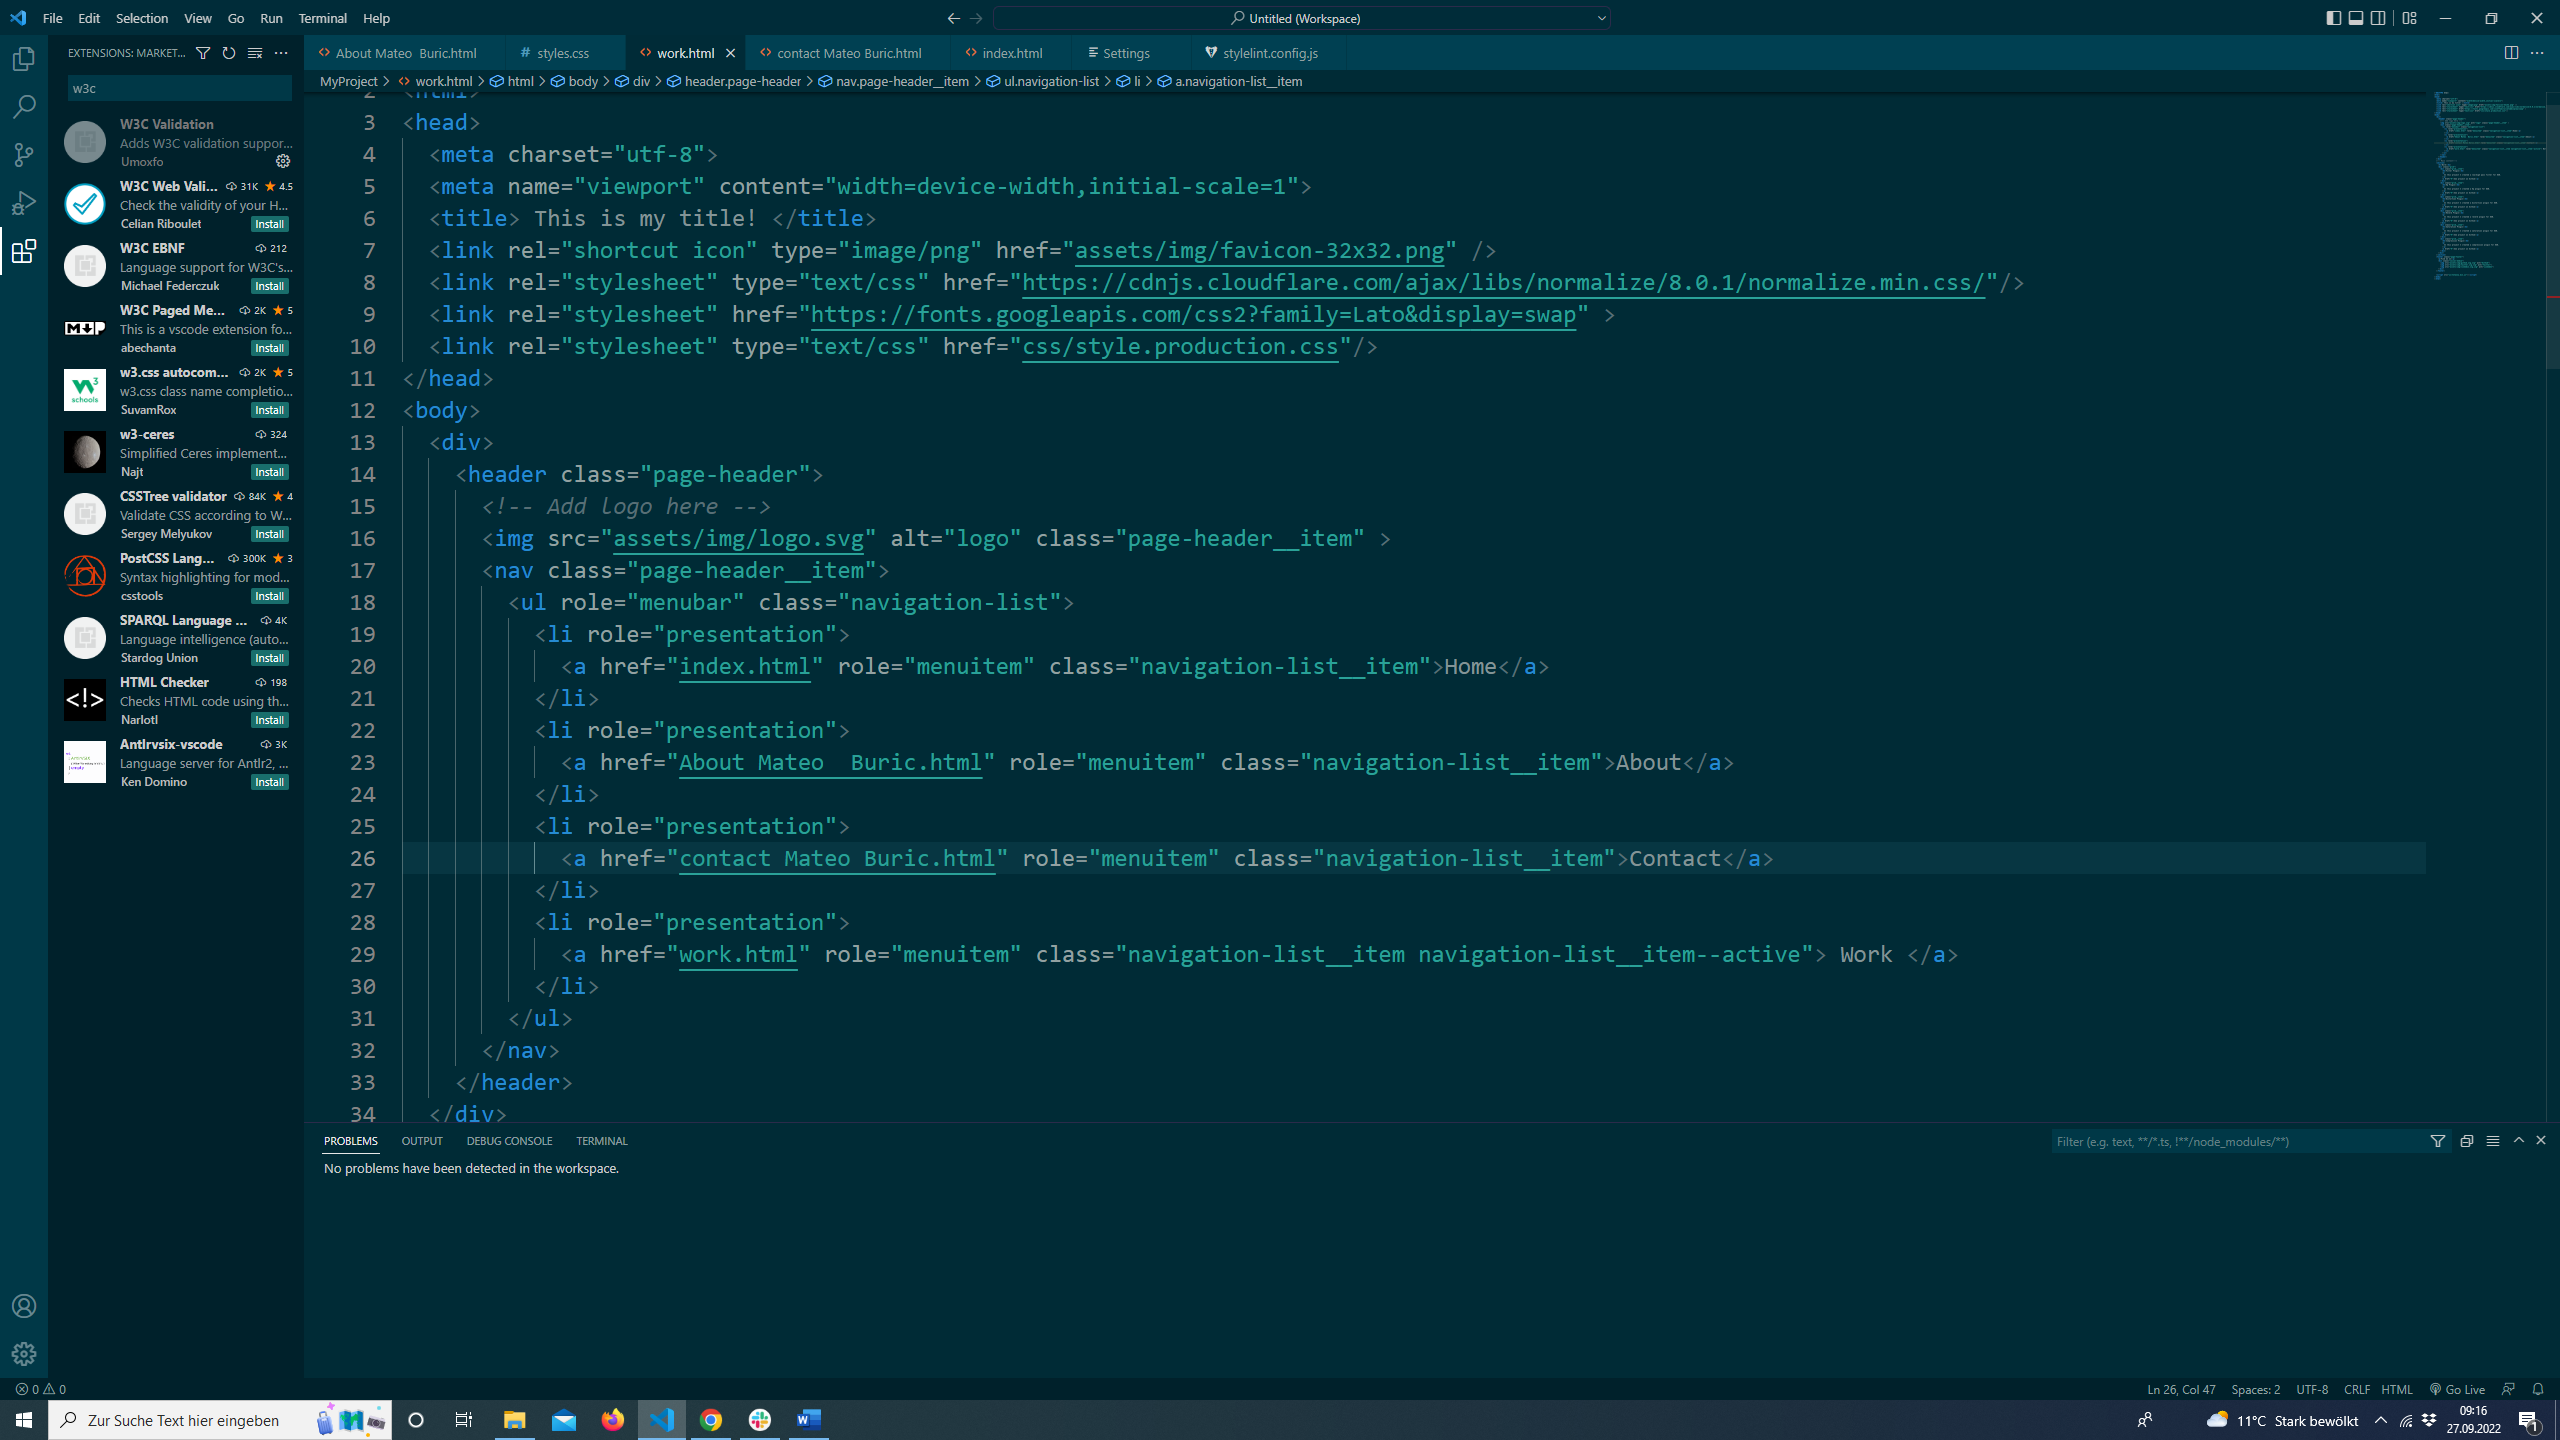 File Edit Selection View Go Run Terminal Help
Untitled (Workspace)
EXTENSIONS: MARKET...
w3c
W3C Validation
Adds W3C validation suppor...
Umoxfo
W3C Web Vali... 31K 4.5
Check the validity of your H...
Celian Riboulet Install
W3C EBNF 212
Language support for W3C's...
Michael Federczuk Install
W3C Paged Me... 2K 5
This is a vscode extension fo...
abechanta Install
w3.css autocom... 2K 5
w3.css class name completio...
SuvamRox Install
w3-ceres 324
Simplified Ceres implement...
Najt Install
CSSTree validator 84K 4
Validate CSS according to W...
Sergey Melyukov Install
PostCSS Lang... 300K 3
Syntax highlighting for mod...
csstools Install
SPARQL Language ... 4K
Language intelligence (auto...
Stardog Union Install
HTML Checker 198
Checks HTML code using th...
Narlotl Install
Antlrvsix-vscode 3K
Language server for Antlr2, ...
Ken Domino Install
About Mateo  Buric.html
styles.css
work.html
contact Mateo Buric.html
index.html
Settings
stylelint.config.js
MyProject > work.html > html > body > div > header.page-header > nav.page-header__item > ul.navigation-list > li > a.navigation-list__item
2 <html>
3 <head>
4 <meta charset="utf-8">
5 <meta name="viewport" content="width=device-width,initial-scale=1">
6 <title> This is my title! </title>
7 <link rel="shortcut icon" type="image/png" href="assets/img/favicon-32x32.png" />
8 <link rel="stylesheet" type="text/css" href="https://cdnjs.cloudflare.com/ajax/libs/normalize/8.0.1/normalize.min.css/"/>
9 <link rel="stylesheet" href="https://fonts.googleapis.com/css2?family=Lato&display=swap" >
10 <link rel="stylesheet" type="text/css" href="css/style.production.css"/>
11 </head>
12 <body>
13 <div>
14 <header class="page-header">
15 <!-- Add logo here -->
16 <img src="assets/img/logo.svg" alt="logo" class="page-header__item" >
17 <nav class="page-header__item">
18 <ul role="menubar" class="navigation-list">
19 <li role="presentation">
20 <a href="index.html" role="menuitem" class="navigation-list__item">Home</a>
21 </li>
22 <li role="presentation">
23 <a href="About Mateo  Buric.html" role="menuitem" class="navigation-list__item">About</a>
24 </li>
25 <li role="presentation">
26 <a href="contact Mateo Buric.html" role="menuitem" class="navigation-list__item">Contact</a>
27 </li>
28 <li role="presentation">
29 <a href="work.html" role="menuitem" class="navigation-list__item navigation-list__item--active"> Work </a>
30 </li>
31 </ul>
32 </nav>
33 </header>
34 </div>
PROBLEMS OUTPUT DEBUG CONSOLE TERMINAL
Filter (e.g. text, **/*.ts, !**/node_modules/**)
No problems have been detected in the workspace.
0 0
Ln 26, Col 47 Spaces: 2 UTF-8 CRLF HTML Go Live
Zur Suche Text hier eingeben
11°C Stark bewölkt
09:16
27.09.2022
1